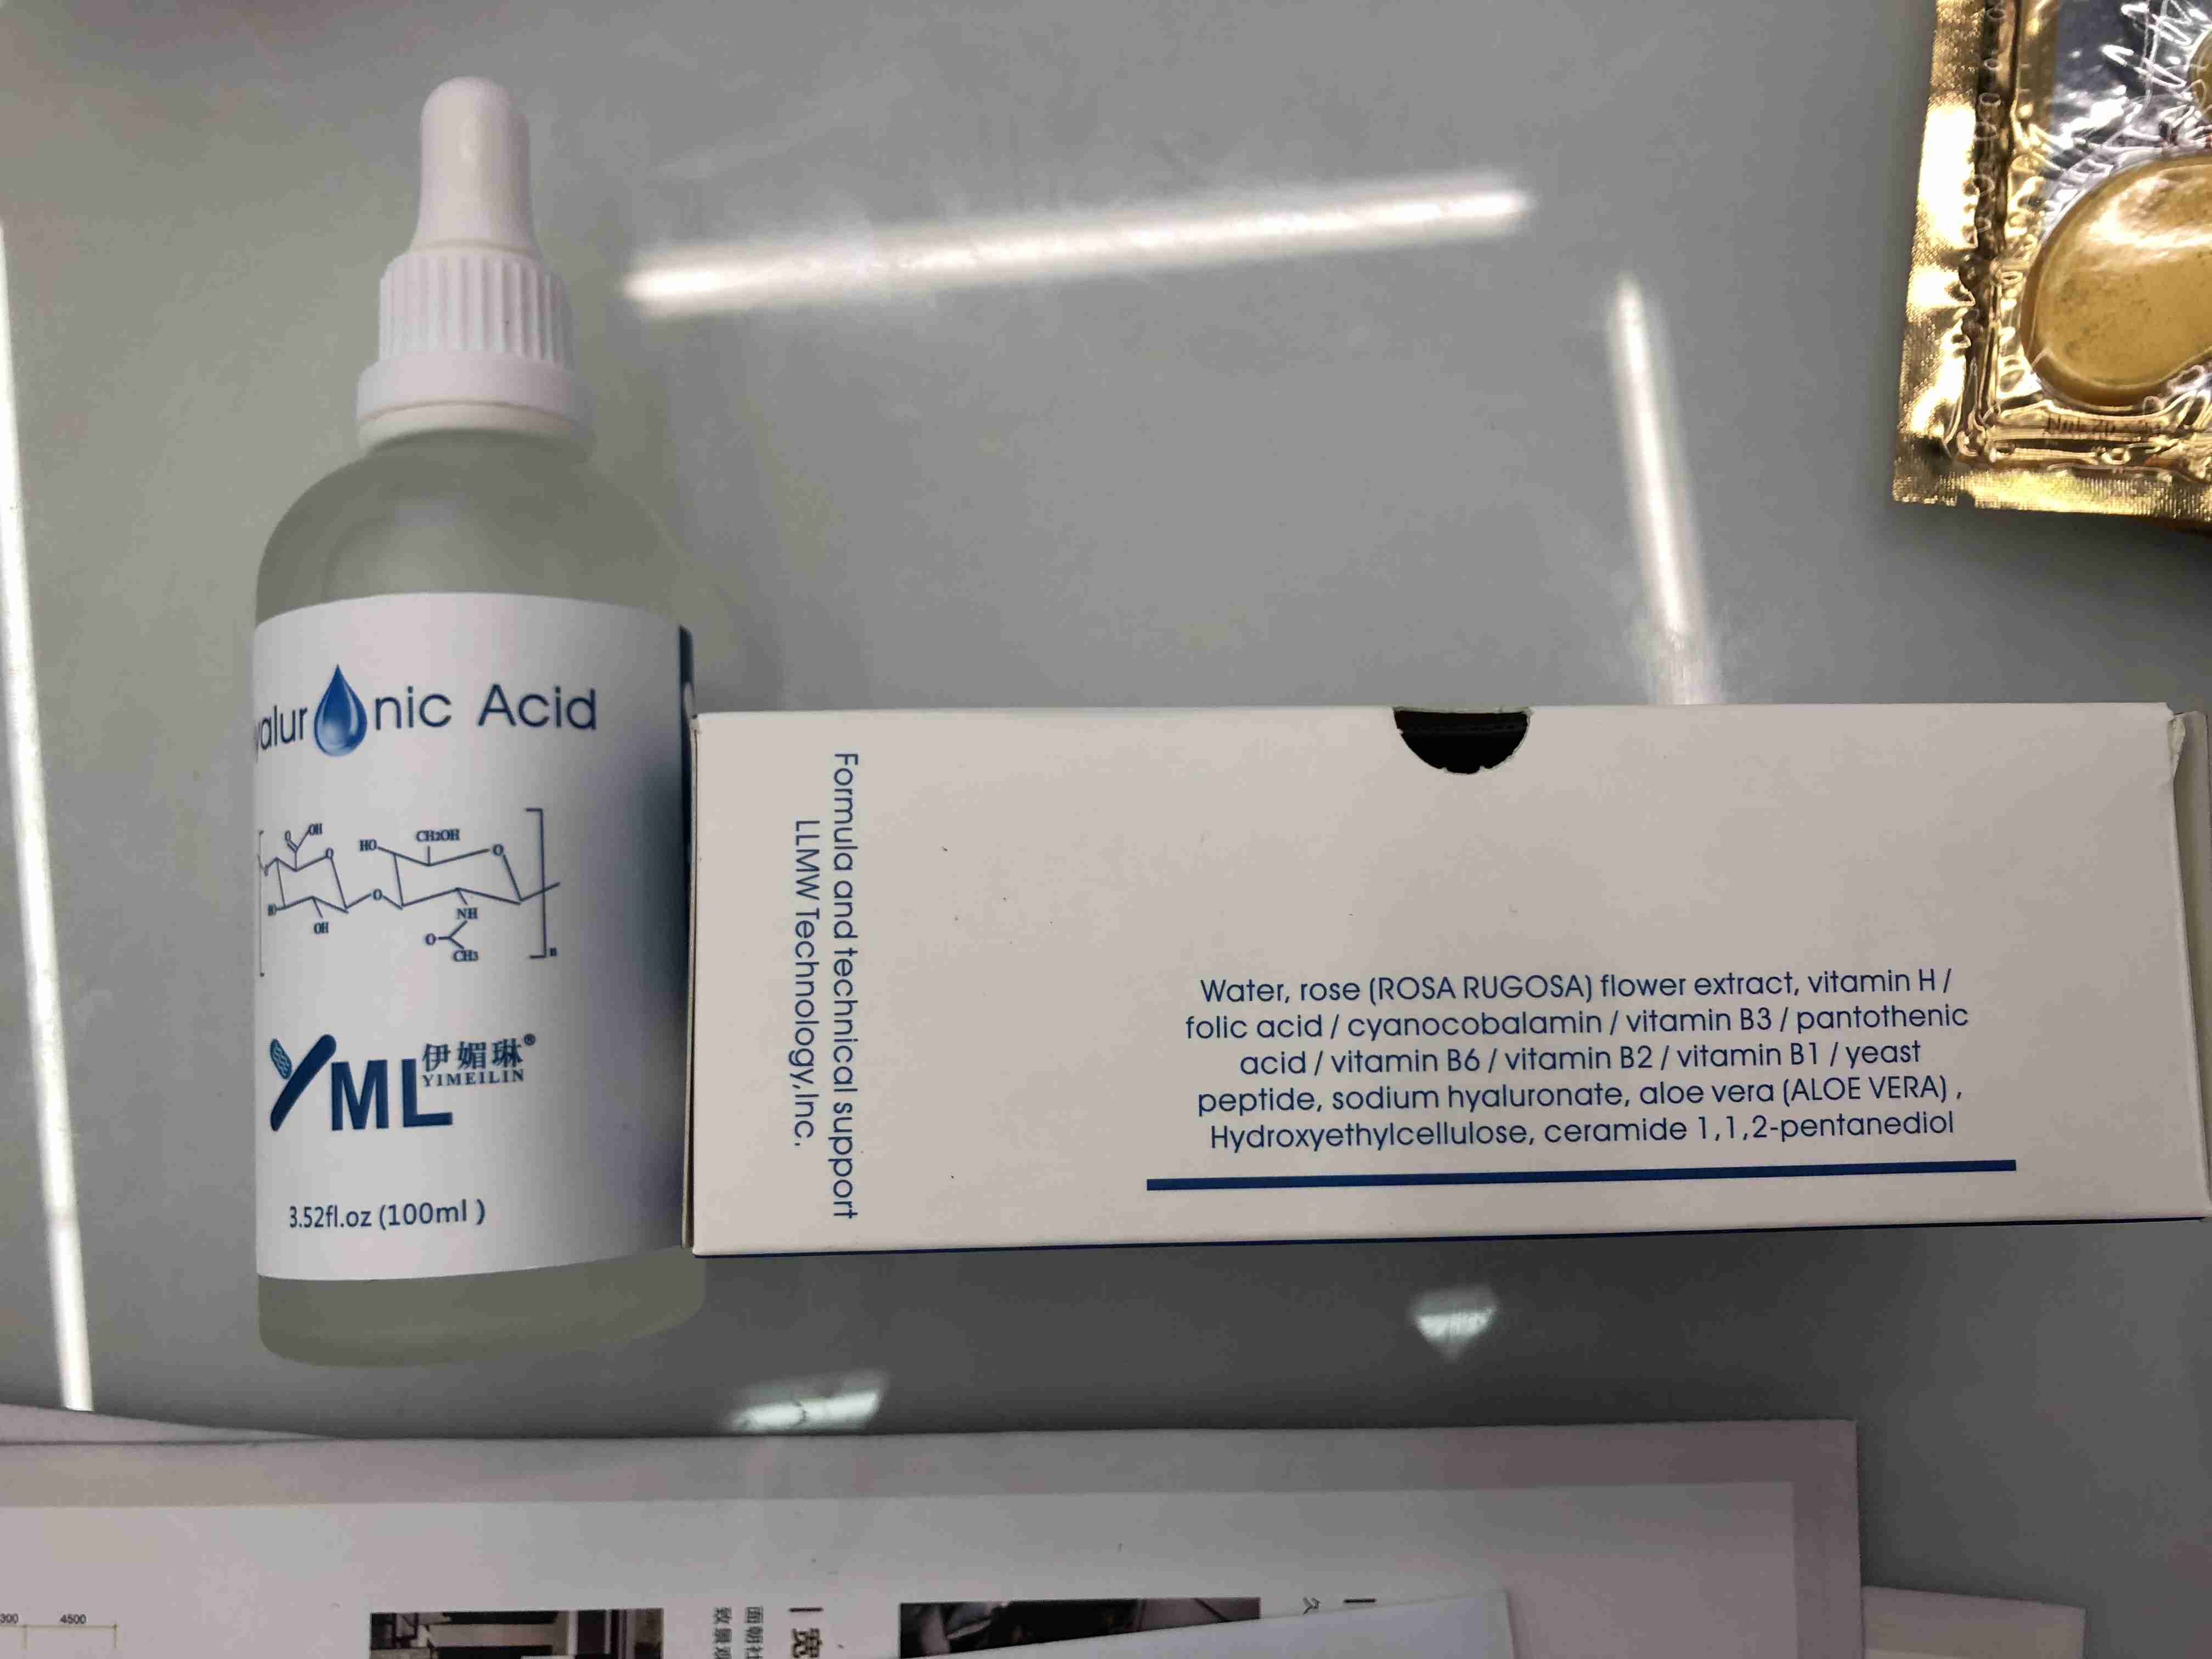 alur nic Acid
OH
O
O
HO
CH2OH
O
O
OH
NH
O
CH3
n
YML
伊媚琳®
YIMEILIN
3.52fl.oz (100ml )
Formula and technical support
LLMW Technology,Inc.
Water, rose (ROSA RUGOSA) flower extract, vitamin H /
folic acid / cyanocobalamin / vitamin B3 / pantothenic
acid / vitamin B6 / vitamin B2 / vitamin B1 / yeast
peptide, sodium hyaluronate, aloe vera (ALOE VERA) ,
Hydroxyethylcellulose, ceramide 1,1,2-pentanediol
300
4500